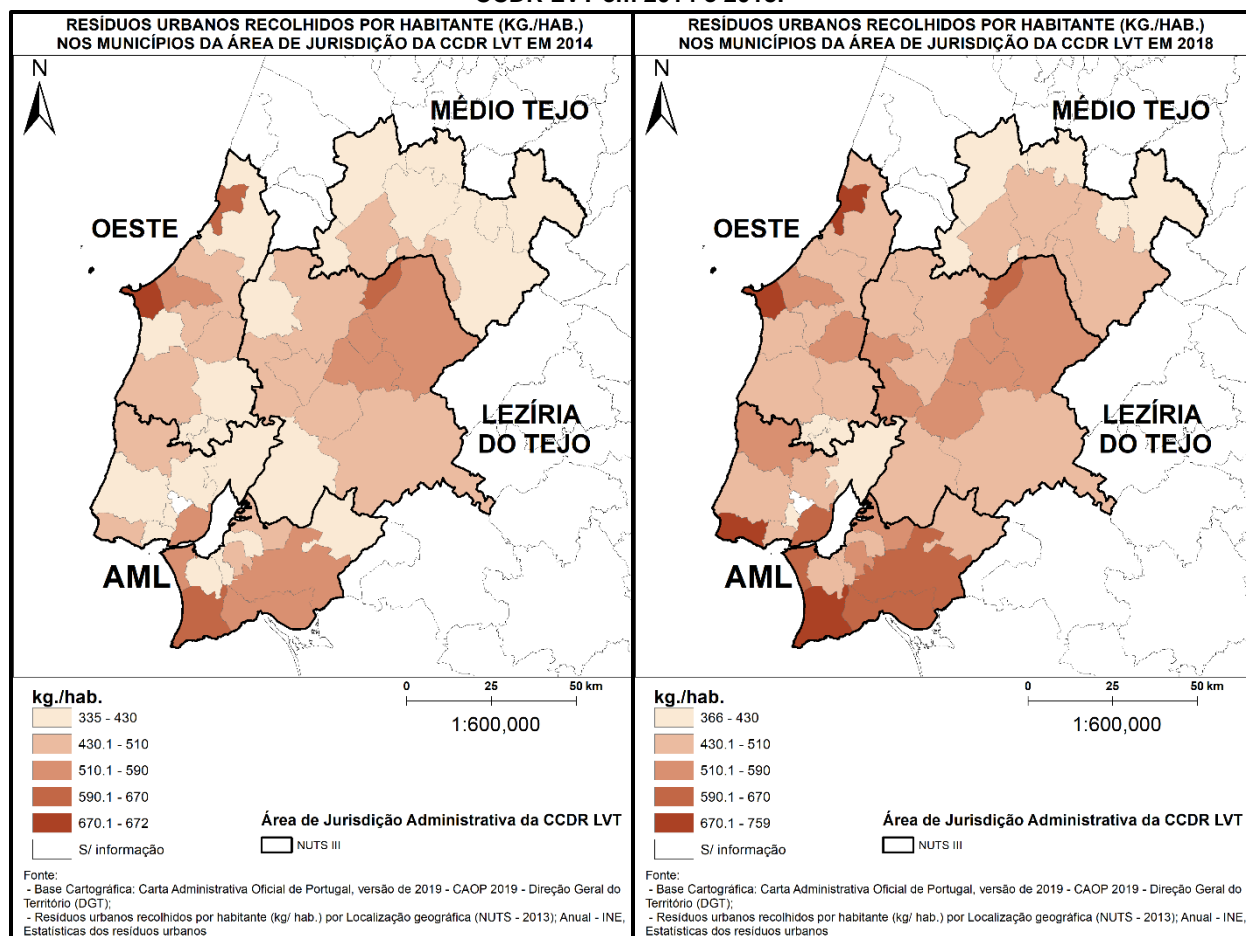 CCDR LVT em 2014 e 2018.
RESÍDUOS URBANOS RECOLHIDOS POR HABITANTE (KG./HAB.)
NOS MUNICÍPIOS DA ÁREA DE JURISDIÇÃO DA CCDR LVT EM 2014
N
MÉDIO TEJO
OESTE
LEZÍRIA
DO TEJO
AML
kg./hab.
335 - 430
430.1 - 510
510.1 - 590
590.1 - 670
670.1 - 672
S/ informação
0 25 50 km
1:600,000
Área de Jurisdição Administrativa da CCDR LVT
NUTS III
Fonte:
- Base Cartográfica: Carta Administrativa Oficial de Portugal, versão de 2019 - CAOP 2019 - Direção Geral do
Território (DGT);
- Resíduos urbanos recolhidos por habitante (kg/ hab.) por Localização geográfica (NUTS - 2013); Anual - INE,
Estatísticas dos resíduos urbanos
RESÍDUOS URBANOS RECOLHIDOS POR HABITANTE (KG./HAB.)
NOS MUNICÍPIOS DA ÁREA DE JURISDIÇÃO DA CCDR LVT EM 2018
N
MÉDIO TEJO
OESTE
LEZÍRIA
DO TEJO
AML
kg./hab.
366 - 430
430.1 - 510
510.1 - 590
590.1 - 670
670.1 - 759
S/ informação
0 25 50 km
1:600,000
Área de Jurisdição Administrativa da CCDR LVT
NUTS III
Fonte:
- Base Cartográfica: Carta Administrativa Oficial de Portugal, versão de 2019 - CAOP 2019 - Direção Geral do
Território (DGT);
- Resíduos urbanos recolhidos por habitante (kg/ hab.) por Localização geográfica (NUTS - 2013); Anual - INE,
Estatísticas dos resíduos urbanos